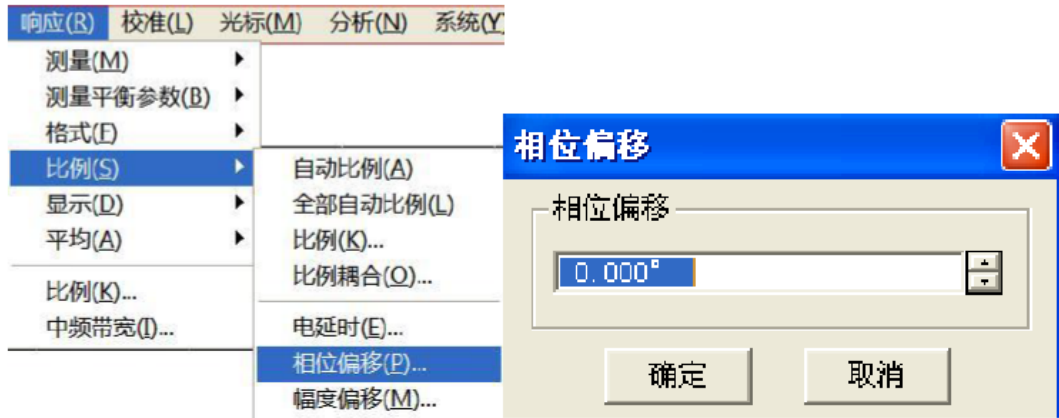 响应(R) 校准(L) 光标(M) 分析(N) 系统(Y)
测量(M)
测量平衡参数(B)
格式(F)
比例(S)
显示(D)
平均(A)
比例(K)...
中频带宽(I)...
自动比例(A)
全部自动比例(L)
比例(K)...
比例耦合(O)...
电延时(E)...
相位偏移(P)...
幅度偏移(M)...
相位偏移
相位偏移
0.000°
确定 取消